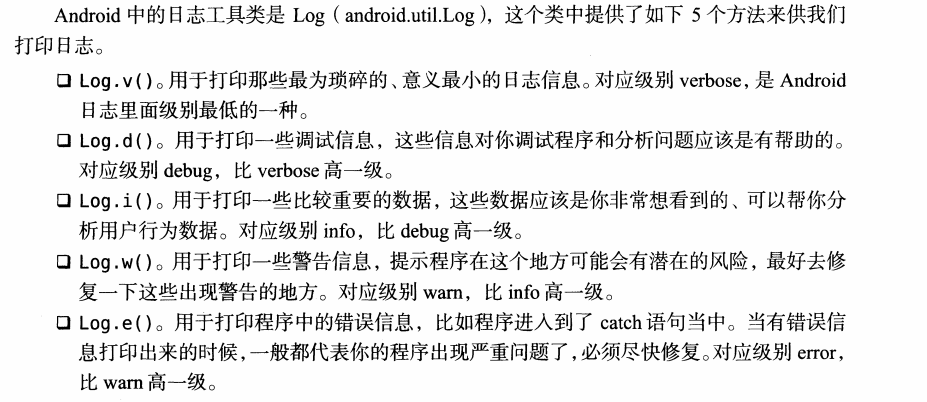 Android 中的日志工具类是 Log（android.util.Log），这个类中提供了如下 5 个方法来供我们
打印日志。
❑ Log.v()。用于打印那些最为琐碎的、意义最小的日志信息。对应级别 verbose，是 Android
日志里面级别最低的一种。
❑ Log.d()。用于打印一些调试信息，这些信息对你调试程序和分析问题应该是有帮助的。
对应级别 debug，比 verbose 高一级。
❑ Log.i()。用于打印一些比较重要的数据，这些数据应该是你非常想看到的、可以帮你分
析用户行为数据。对应级别 info，比 debug 高一级。
❑ Log.w()。用于打印一些警告信息，提示程序在这个地方可能会有潜在的风险，最好去修
复一下这些出现警告的地方。对应级别 warn，比 info 高一级。
❑ Log.e()。用于打印程序中的错误信息，比如程序进入到了 catch 语句当中。当有错误信
息打印出来的时候，一般都代表你的程序出现严重问题了，必须尽快修复。对应级别 error，
比 warn 高一级。